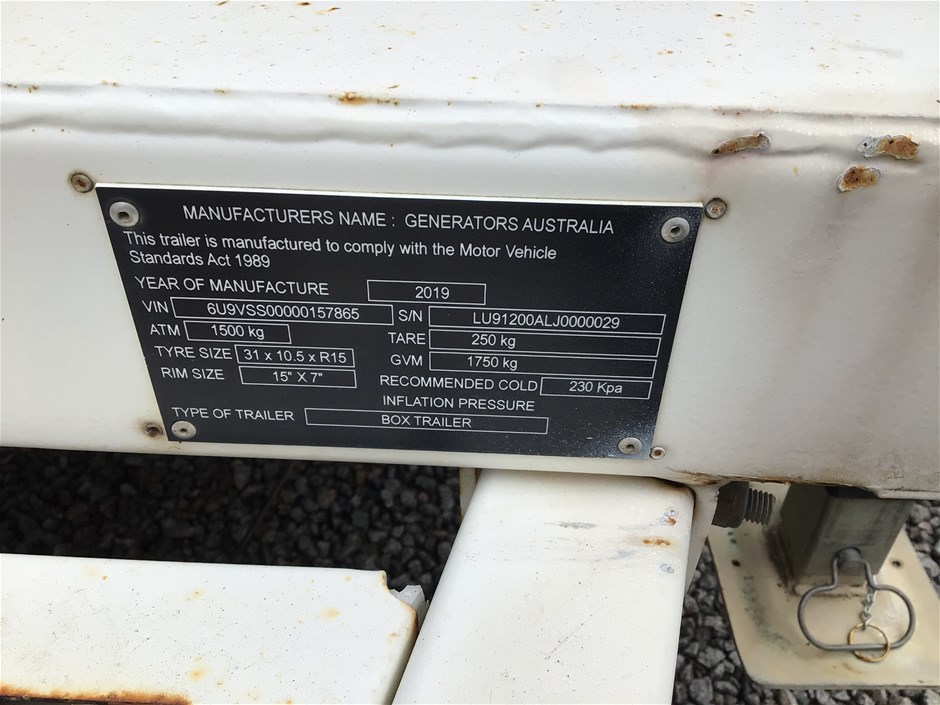 MANUFACTURERS NAME : GENERATORS AUSTRALIA
This trailer is manufactured to comply with the Motor Vehicle
Standards Act 1989
YEAR OF MANUFACTURE 2019
VIN 6U9VSS00000157865 S/N LU91200ALJ0000029
ATM 1500 kg TARE 250 kg
TYRE SIZE 31 x 10.5 x R15 GVM 1750 kg
RIM SIZE 15" X 7" RECOMMENDED COLD 230 Kpa
INFLATION PRESSURE
TYPE OF TRAILER BOX TRAILER